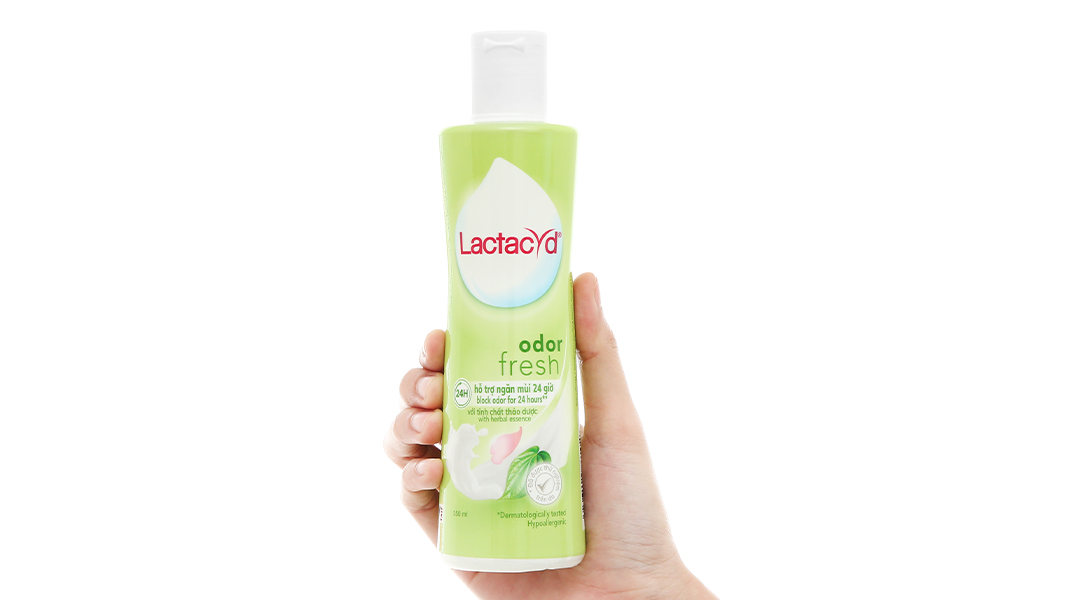 Lactacyd®
odor
fresh
24H
hỗ trợ ngăn mùi 24 giờ
block odor for 24 hours**
với tinh chất thảo dược
with herbal essence
*Dermatologically tested
Hypoallergenic